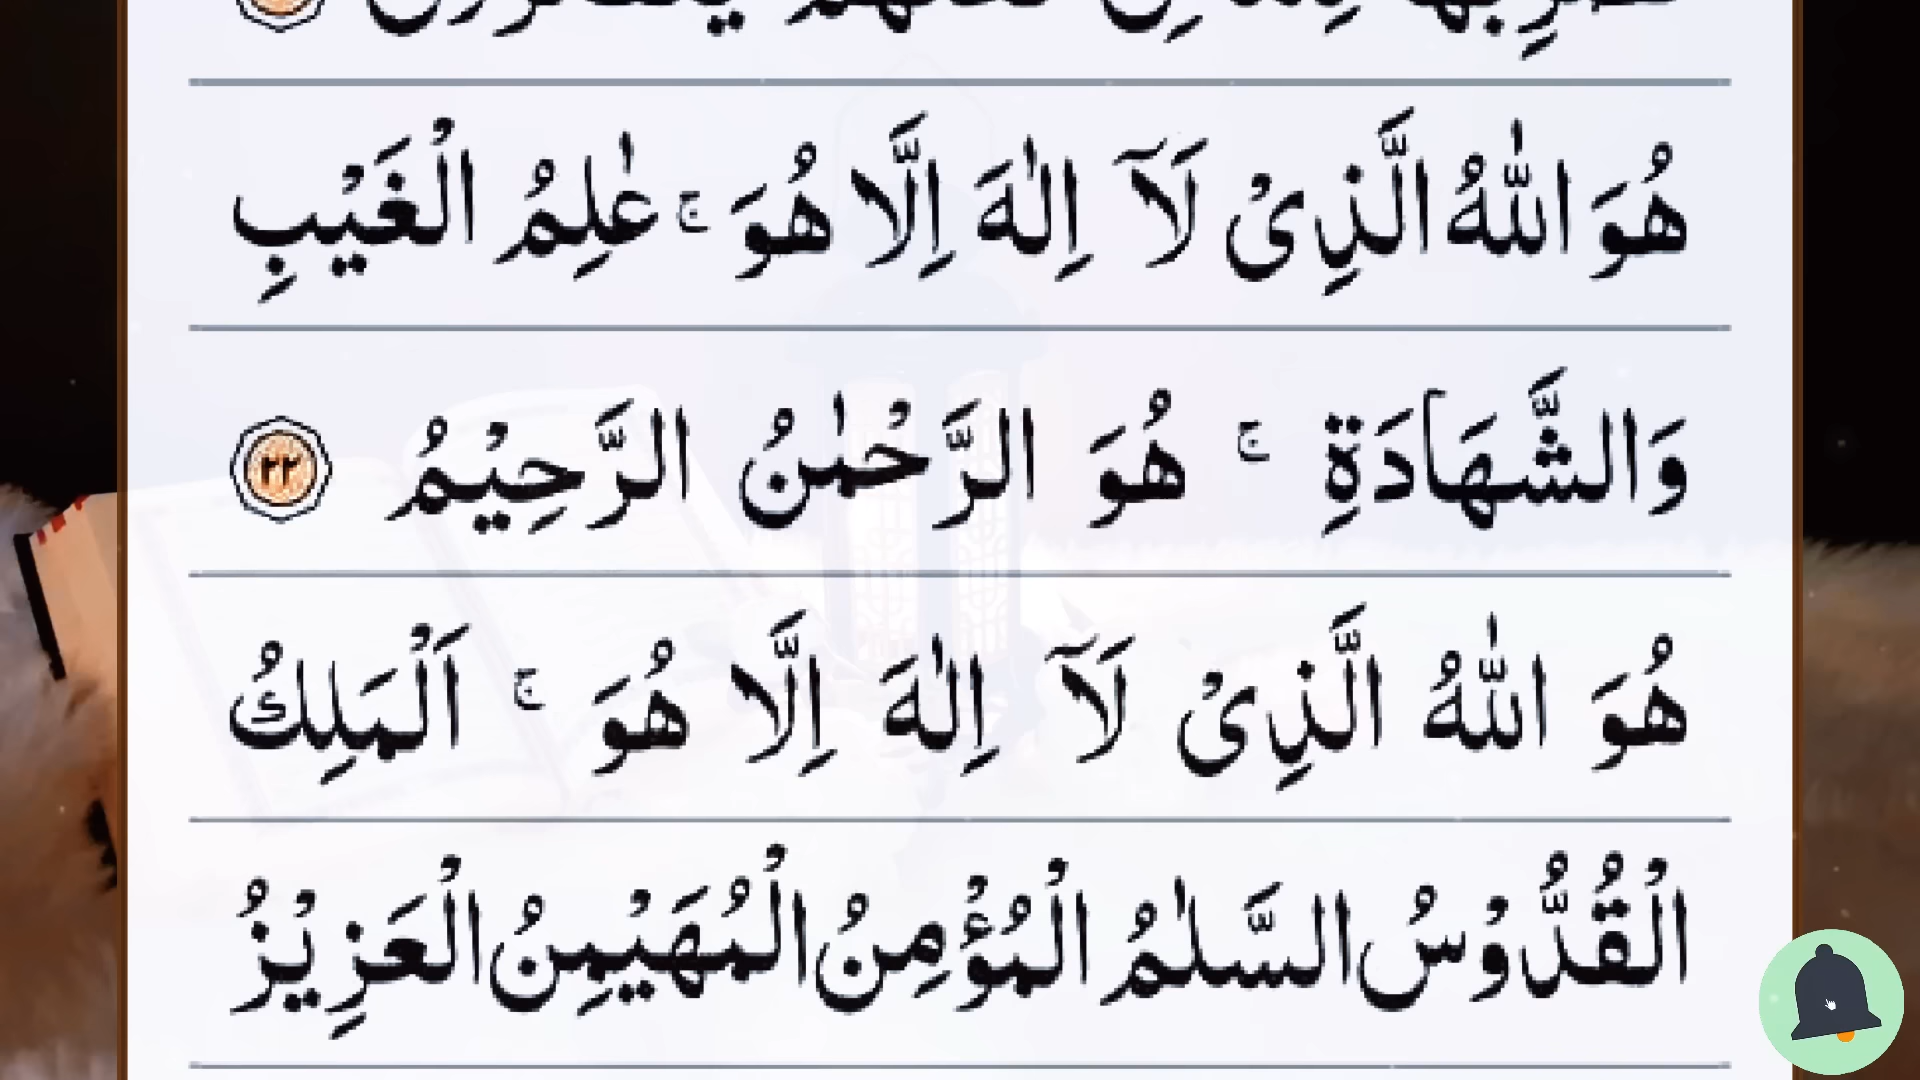 هُوَ اللّٰهُ الَّذِیْ لَآ اِلٰهَ اِلَّا هُوَ ۚ عٰلِمُ الْغَیْبِ
وَالشَّهَادَةِ ۚ هُوَ الرَّحْمٰنُ الرَّحِیْمُ ٢٢
هُوَ اللّٰهُ الَّذِیْ لَآ اِلٰهَ اِلَّا هُوَ ۚ اَلْمَلِكُ
الْقُدُّوْسُ السَّلٰمُ الْمُؤْمِنُ الْمُهَیْمِنُ الْعَزِیْزُ